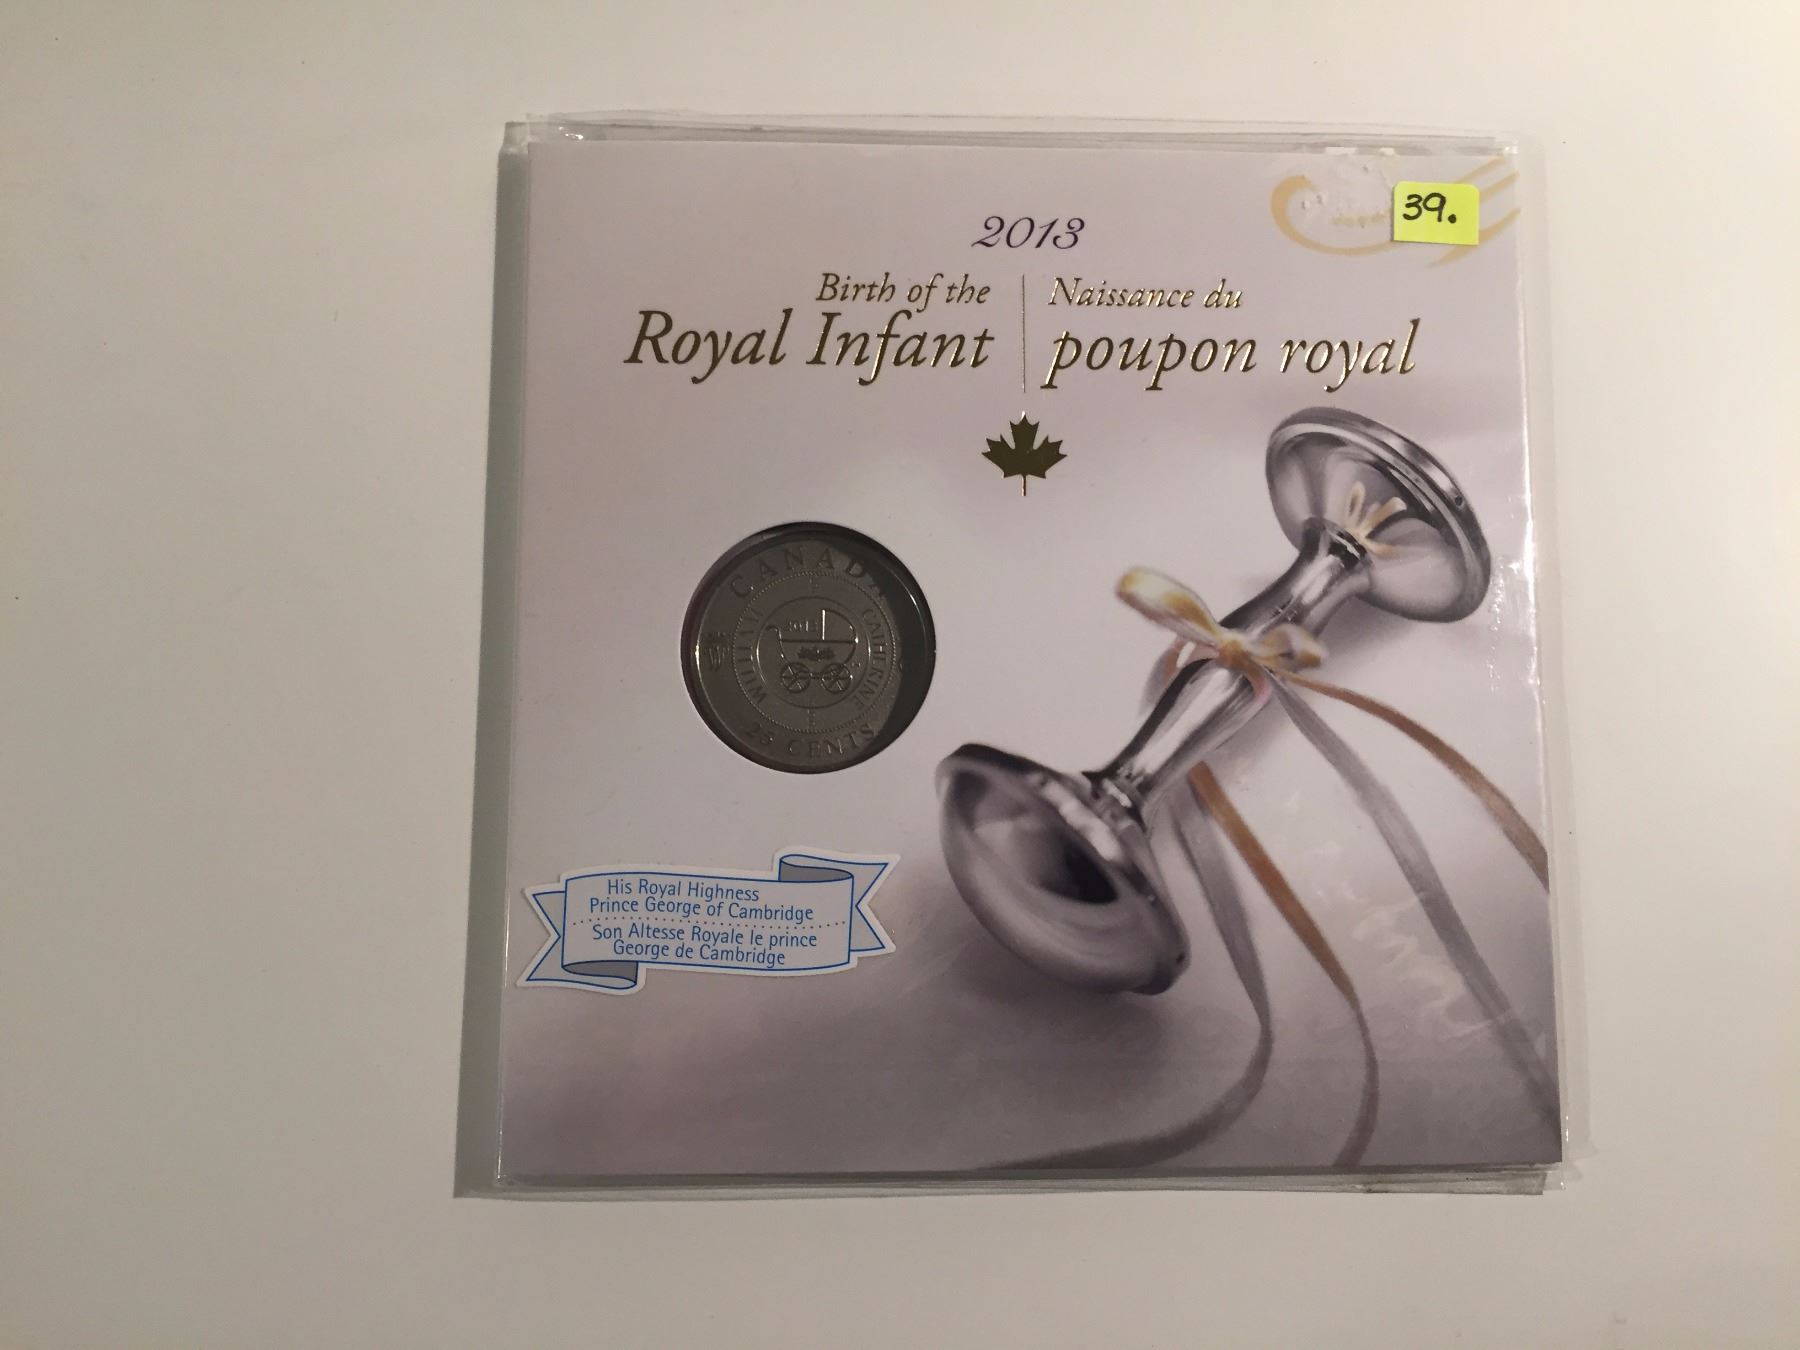 39.
2013
Birth of the
Royal Infant
Naissance du
poupon royal
CANADA
WILLIAM
CATHERINE
2013
25 CENTS
His Royal Highness
Prince George of Cambridge
Son Altesse Royale le prince
George de Cambridge